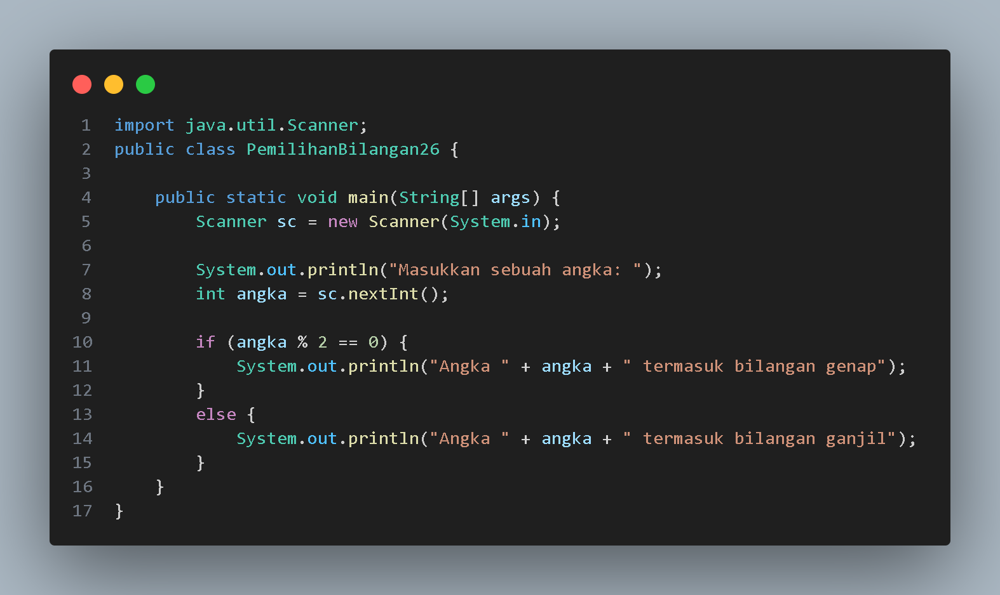 1 import java.util.Scanner;
2 public class PemilihanBilangan26 {
3
4     public static void main(String[] args) {
5         Scanner sc = new Scanner(System.in);
6
7         System.out.println("Masukkan sebuah angka: ");
8         int angka = sc.nextInt();
9
10         if (angka % 2 == 0) {
11             System.out.println("Angka " + angka + " termasuk bilangan genap");
12         }
13         else {
14             System.out.println("Angka " + angka + " termasuk bilangan ganjil");
15         }
16     }
17 }